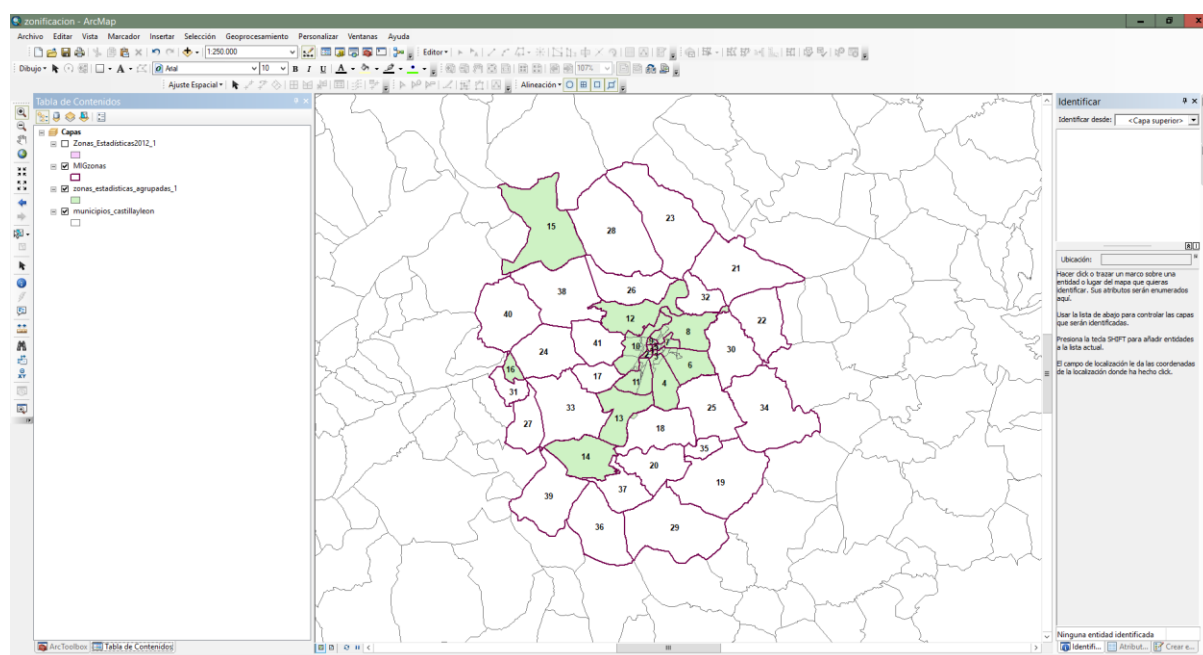 zonificacion - ArcMap
Archivo Editar Vista Marcador Insertar Selección Geoprocesamiento Personalizar Ventanas Ayuda
1:250.000 Editor
Dibujo Arial 10 B I U A 107%
Ajuste Espacial Alineación
Tabla de Contenidos
Capas
Zonas_Estadisticas2012_1
MIGzonas
zonas_estadisticas_agrupadas_1
municipios_castillayleon
ArcToolbox Tabla de Contenidos
23
15
28
21
38
26
32
40
12
22
8
41
10
24
30
6
16
17
11
4
31
33
25
34
13
27
18
35
14
20
19
37
39
36
29
Identificar
Identificar desde: <Capa superior>
Ubicación:
Hacer click o trazar un marco sobre una
entidad o lugar del mapa que quieras
identificar. Sus atributos serán enumerados
aquí.
Usar la lista de abajo para controlar las capas
que serán identificadas.
Presiona la tecla SHIFT para añadir entidades
a la lista actual.
El campo de localización le da las coordenadas
de la localización donde ha hecho click.
Ninguna entidad identificada
Identifi... Atribut... Crear e...